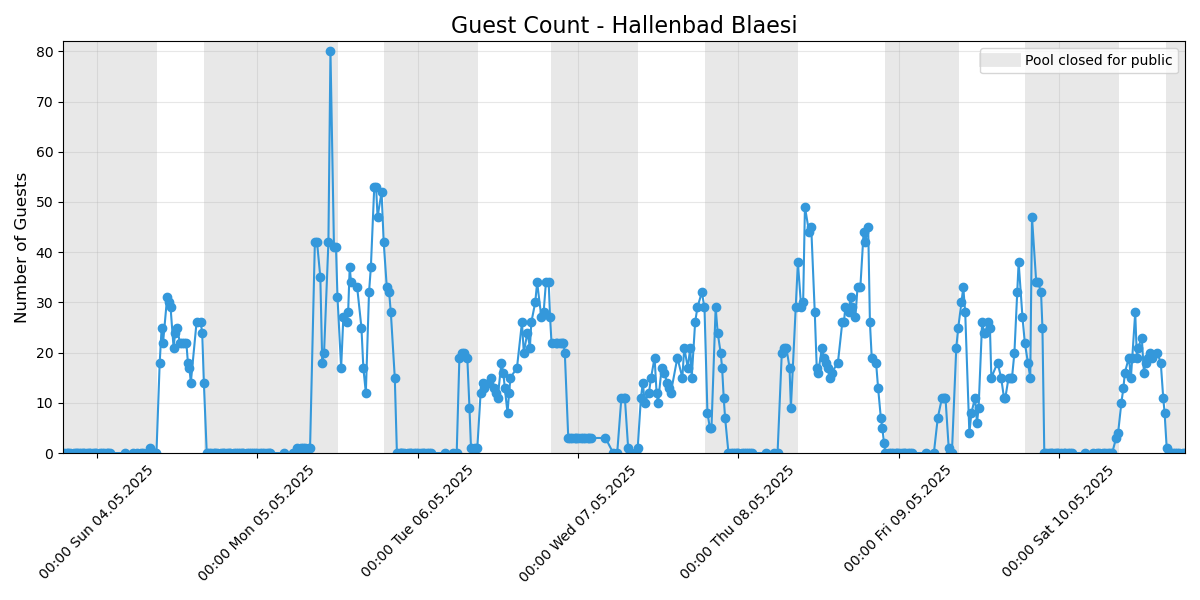 Guest Count - Hallenbad Blaesi
Pool closed for public
Number of Guests
80
70
60
50
40
30
20
10
0
00:00 Sun 04.05.2025
00:00 Mon 05.05.2025
00:00 Tue 06.05.2025
00:00 Wed 07.05.2025
00:00 Thu 08.05.2025
00:00 Fri 09.05.2025
00:00 Sat 10.05.2025